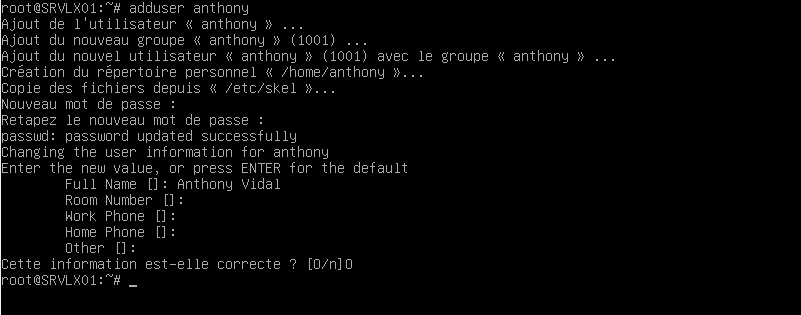 root@SRVLX01:~# adduser anthony
Ajout de l'utilisateur « anthony » ...
Ajout du nouveau groupe « anthony » (1001) ...
Ajout du nouvel utilisateur « anthony » (1001) avec le groupe « anthony » ...
Création du répertoire personnel « /home/anthony »...
Copie des fichiers depuis « /etc/skel »...
Nouveau mot de passe :
Retapez le nouveau mot de passe :
passwd: password updated successfully
Changing the user information for anthony
Enter the new value, or press ENTER for the default
Full Name []: Anthony Vidal
Room Number []:
Work Phone []:
Home Phone []:
Other []:
Cette information est-elle correcte ? [O/n]O
root@SRVLX01:~# _